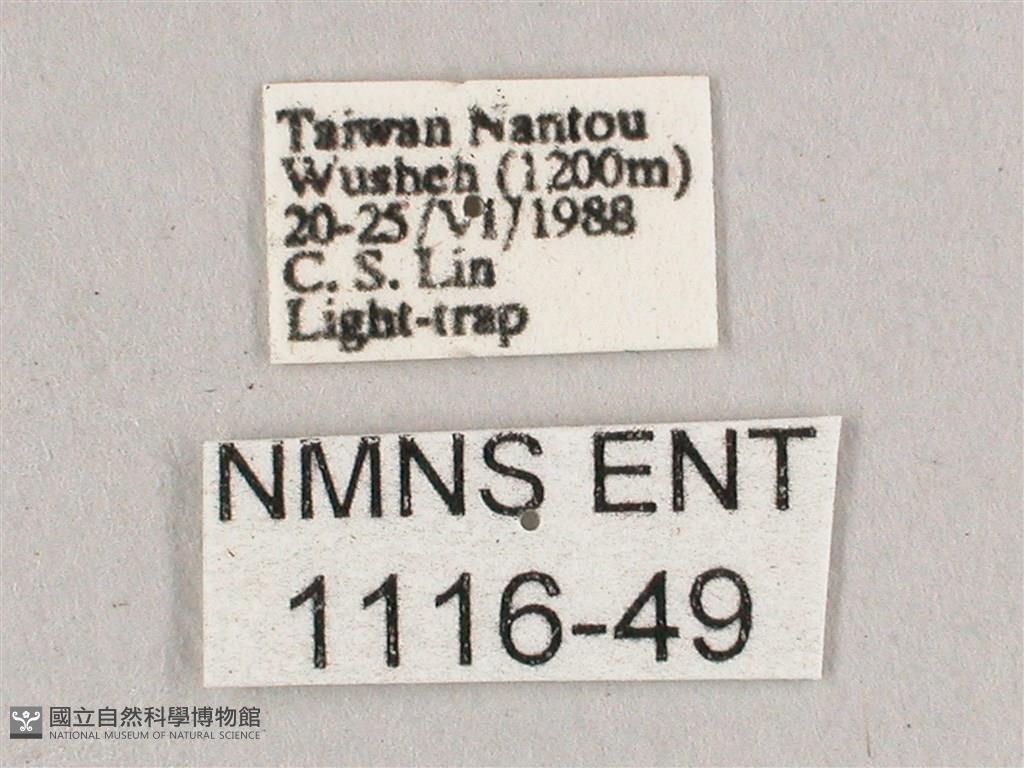 Taiwan Nantou
Wusheh (1200m)
20-25/VI/1988
C. S. Lin
Light-trap
NMNS ENT
1116-49
國立自然科學博物館
NATIONAL MUSEUM OF NATURAL SCIENCE